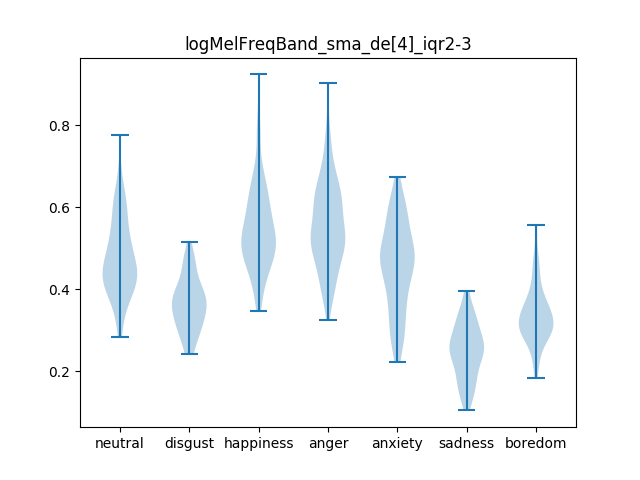 logMelFreqBand_sma_de[4]_iqr2-3
0.8
0.6
0.4
0.2
neutral disgust happiness anger anxiety sadness boredom